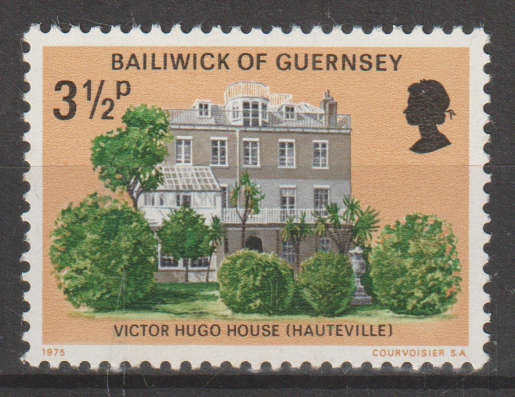 BAILIWICK OF GUERNSEY
3½p
VICTOR HUGO HOUSE (HAUTEVILLE)
1975 COURVOISIER S.A.